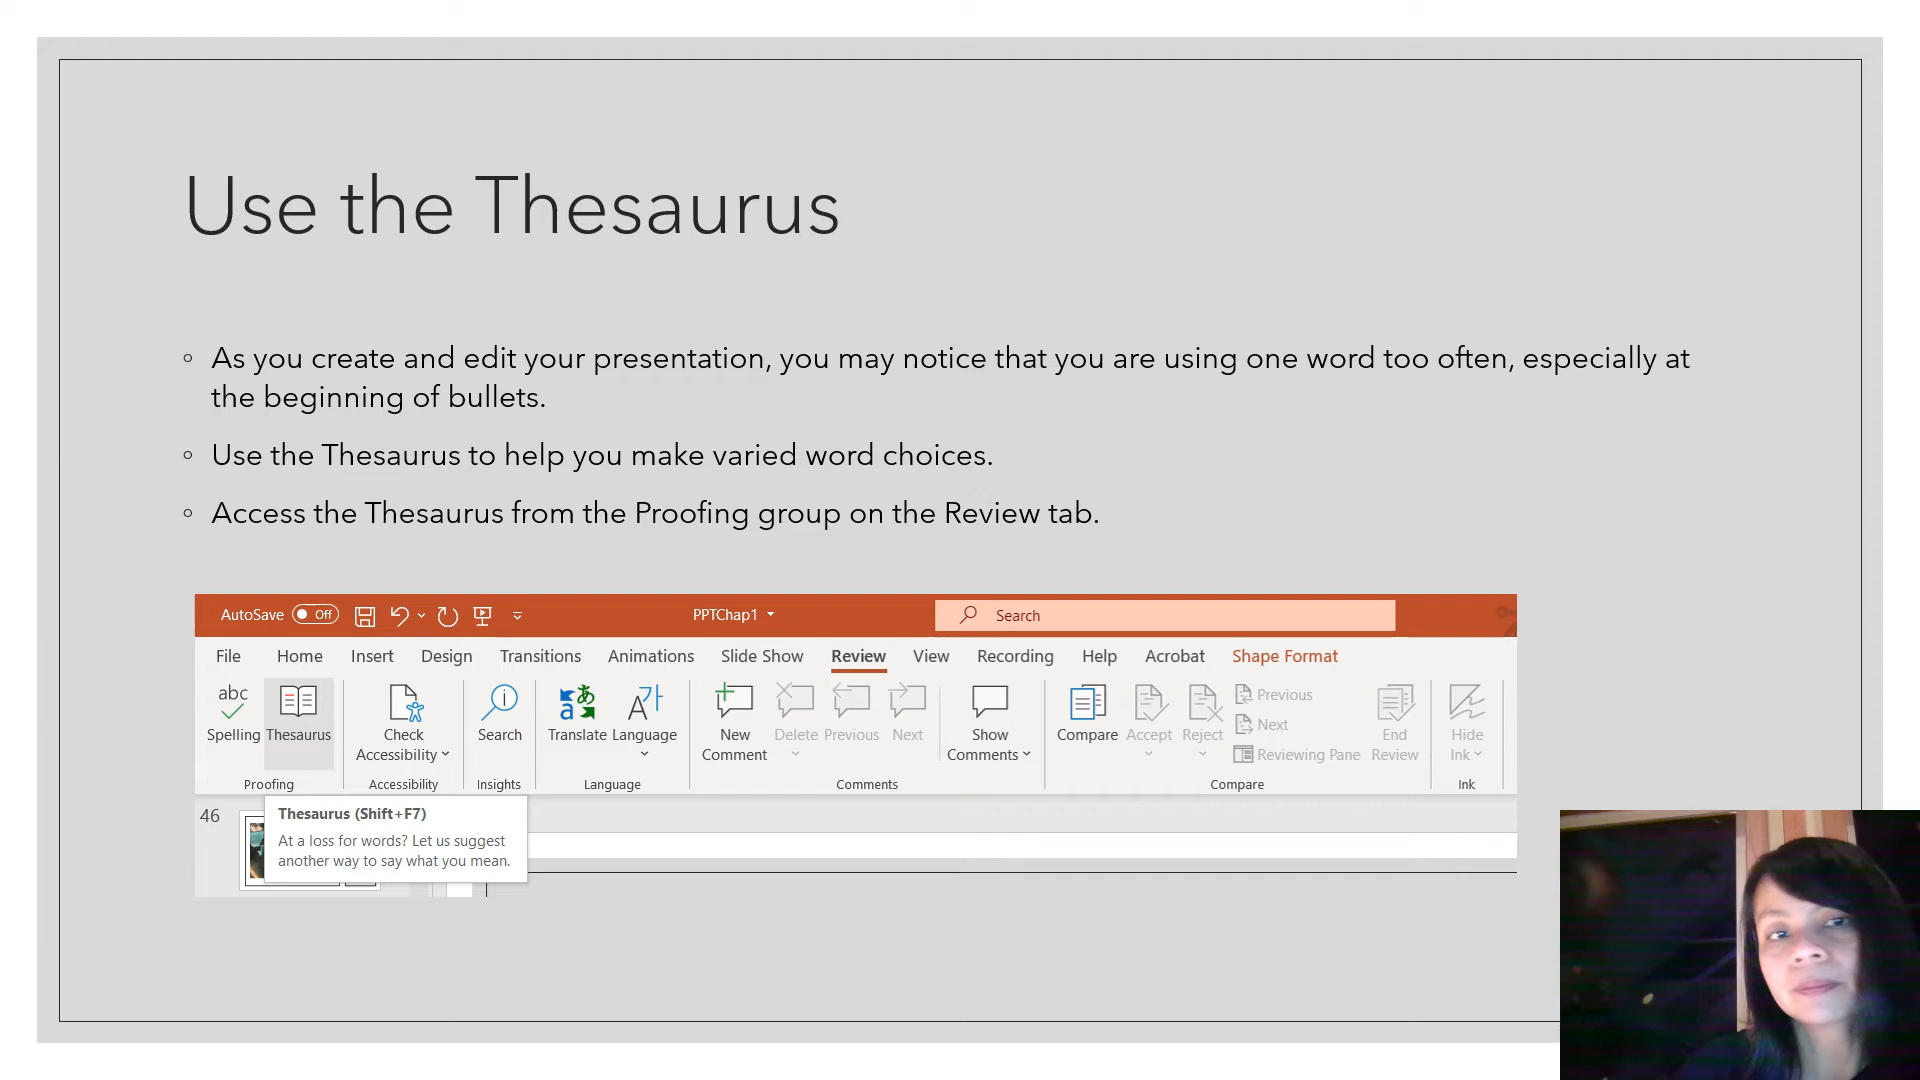 Use the Thesaurus
◦ As you create and edit your presentation, you may notice that you are using one word too often, especially at
the beginning of bullets.
◦ Use the Thesaurus to help you make varied word choices.
◦ Access the Thesaurus from the Proofing group on the Review tab.
AutoSave Off PPTChap1 Search
File Home Insert Design Transitions Animations Slide Show Review View Recording Help Acrobat Shape Format
abc Previous
Spelling Thesaurus Check Search Translate Language New Delete Previous Next Show Compare Accept Reject Next End Hide
Accessibility Comment Comments Reviewing Pane Review Ink
Proofing Accessibility Insights Language Comments Compare Ink
46 Thesaurus (Shift+F7)
At a loss for words? Let us suggest
another way to say what you mean.